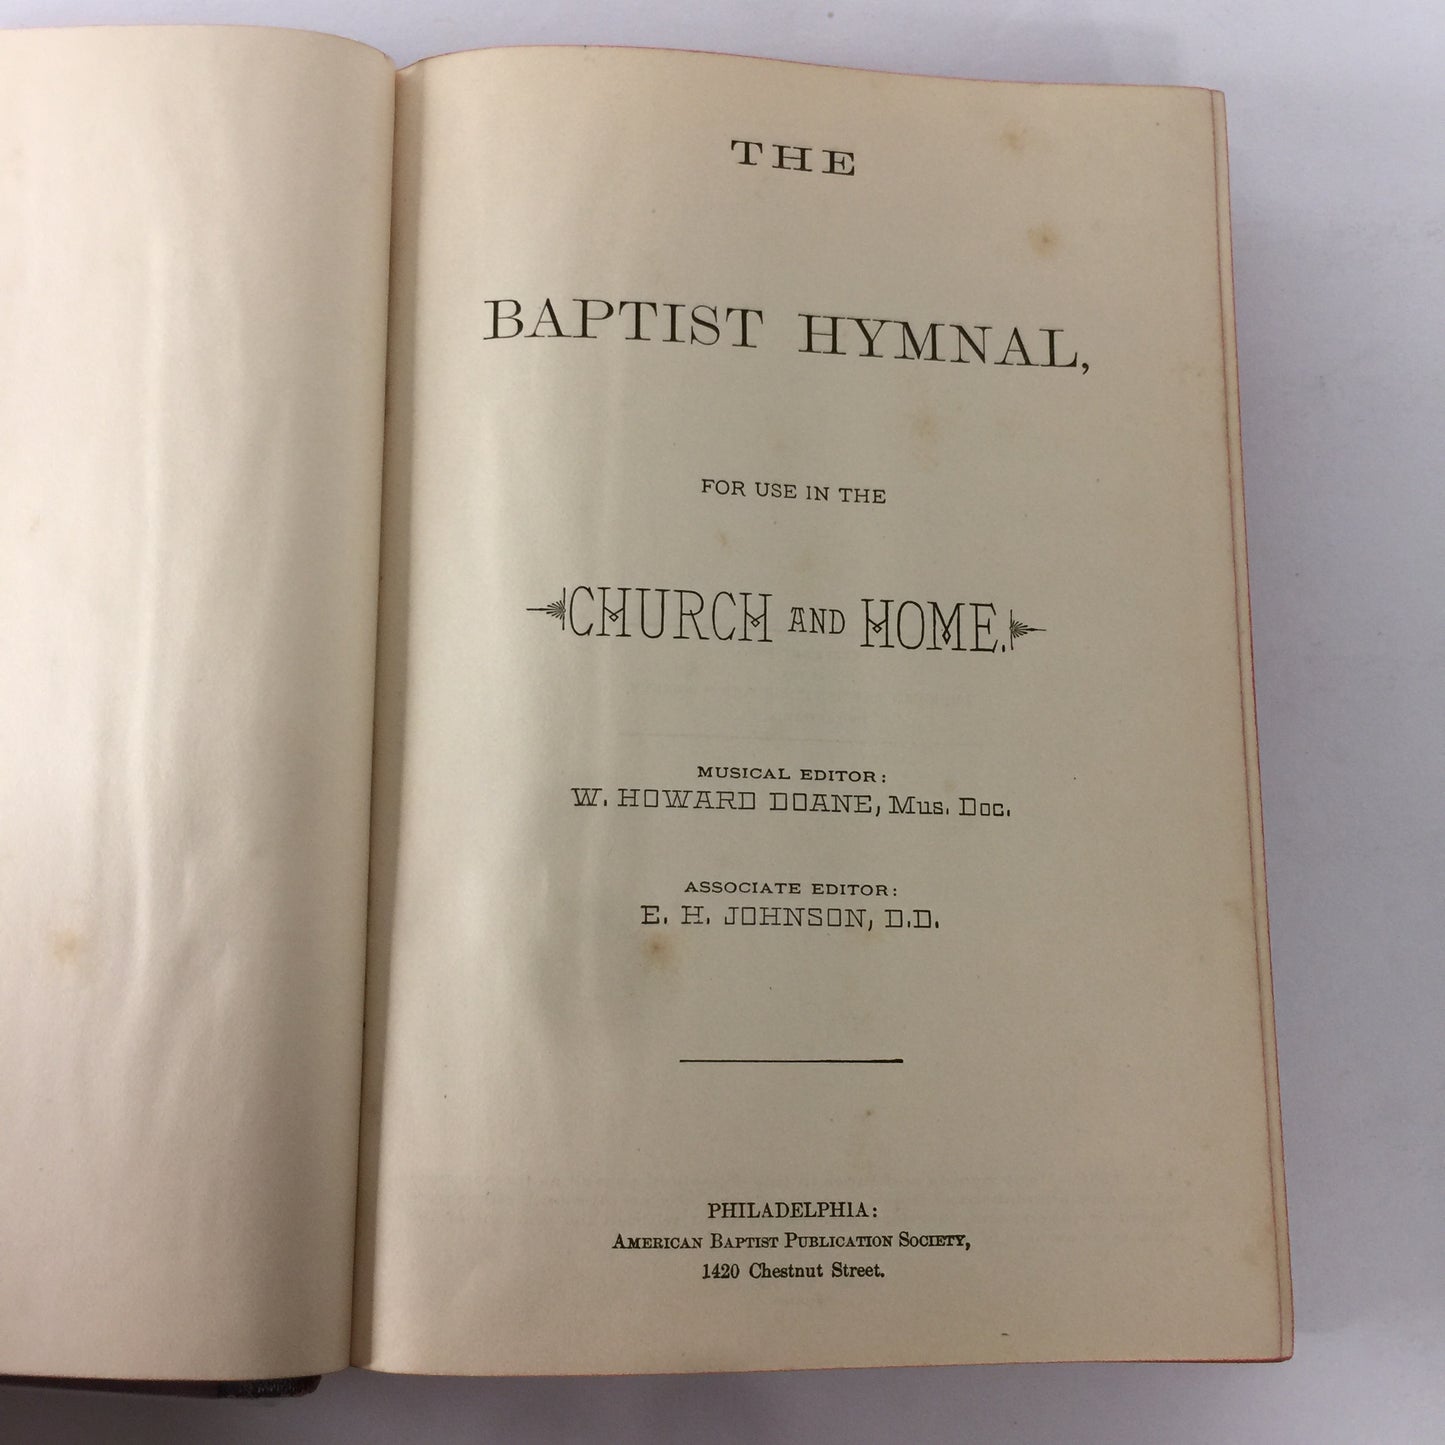 THE
BAPTIST HYMNAL,
FOR USE IN THE
CHURCH AND HOME.
MUSICAL EDITOR:
W. HOWARD DOANE, Mus. Doc.
ASSOCIATE EDITOR:
E. H. JOHNSON, D.D.
PHILADELPHIA:
AMERICAN BAPTIST PUBLICATION SOCIETY,
1420 Chestnut Street.